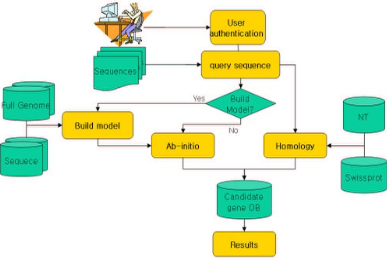 User
authentication
Sequences
query sequence
Full Genome
Yes
Build
Model?
NT
Build model
No
Sequece
Ab-initio
Homology
Swissprot
Candidate
gene DB
Results